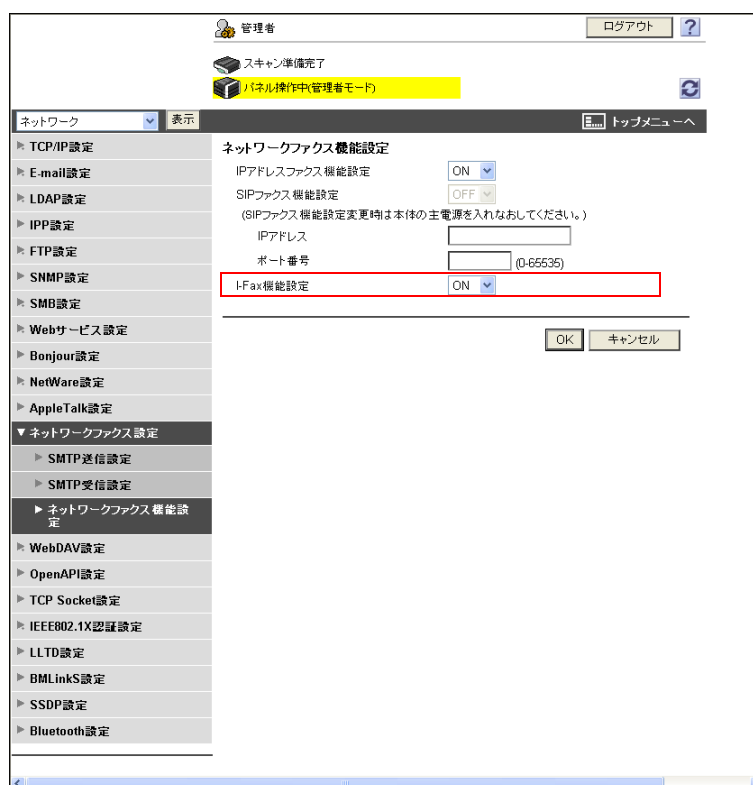 管理者
ログアウト
?
スキャン準備完了
パネル操作中(管理者モード)
ネットワーク
表示
トップメニューへ
TCP/IP設定
E-mail設定
LDAP設定
IPP設定
FTP設定
SNMP設定
SMB設定
Webサービス設定
Bonjour設定
NetWare設定
AppleTalk設定
ネットワークファクス設定
SMTP送信設定
SMTP受信設定
ネットワークファクス機能設
定
WebDAV設定
OpenAPI設定
TCP Socket設定
IEEE802.1X認証設定
LLTD設定
BMLinkS設定
SSDP設定
Bluetooth設定
ネットワークファクス機能設定
IPアドレスファクス機能設定 ON
SIPファクス機能設定 OFF
(SIPファクス機能設定変更時は本体の主電源を入れなおしてください。)
IPアドレス
ポート番号 (0-65535)
I-Fax機能設定 ON
OK キャンセル